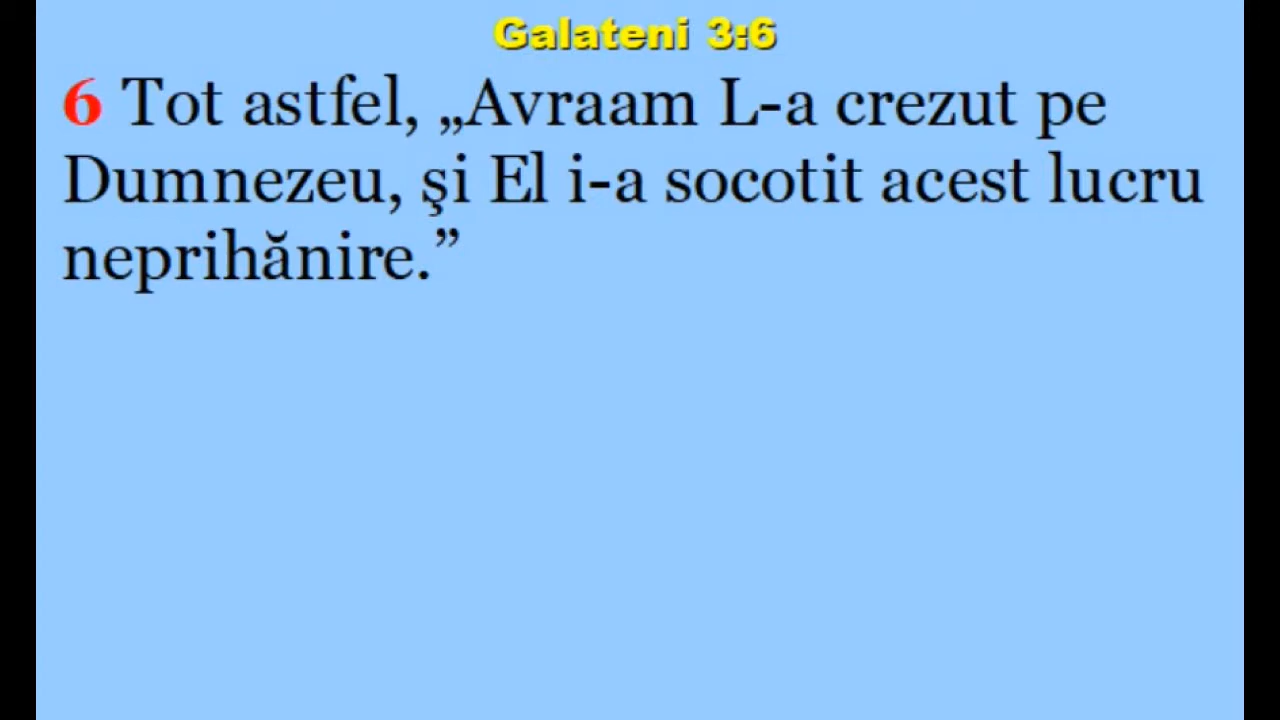 Galateni 3:6
6 Tot astfel, „Avraam L-a crezut pe
Dumnezeu, şi El i-a socotit acest lucru
neprihănire.”